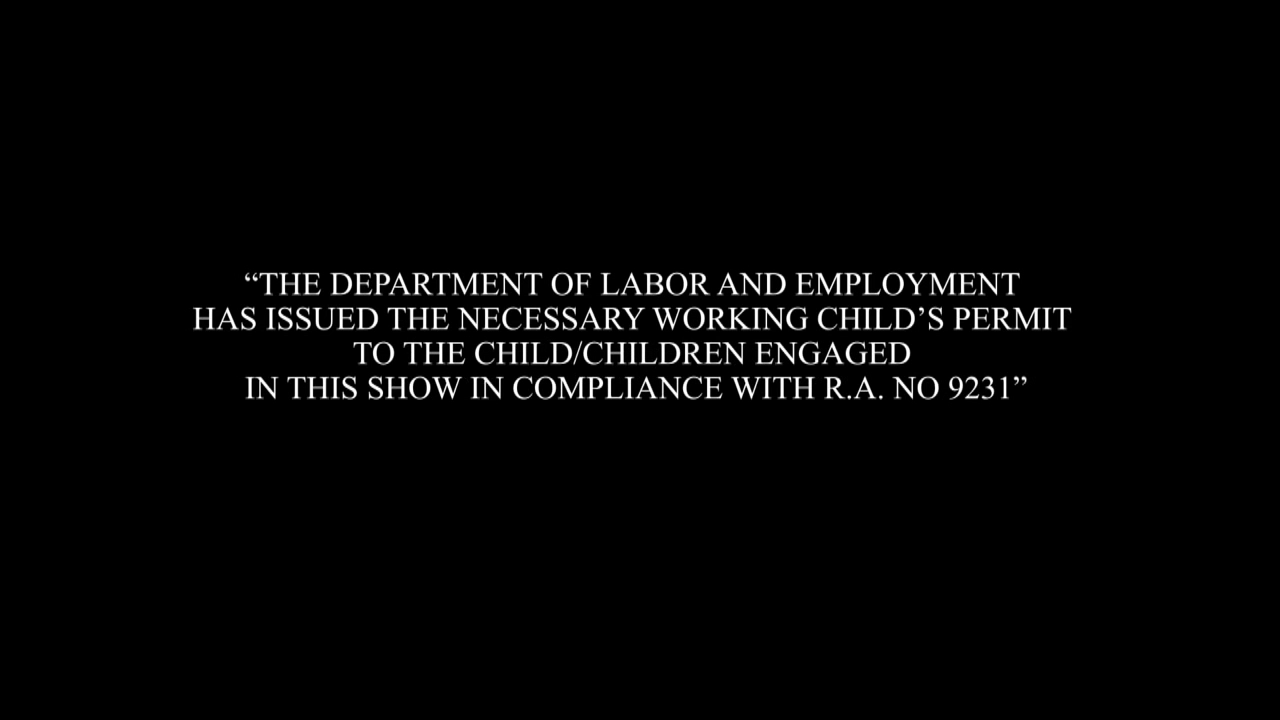 “THE DEPARTMENT OF LABOR AND EMPLOYMENT
HAS ISSUED THE NECESSARY WORKING CHILD’S PERMIT
TO THE CHILD/CHILDREN ENGAGED
IN THIS SHOW IN COMPLIANCE WITH R.A. NO 9231”